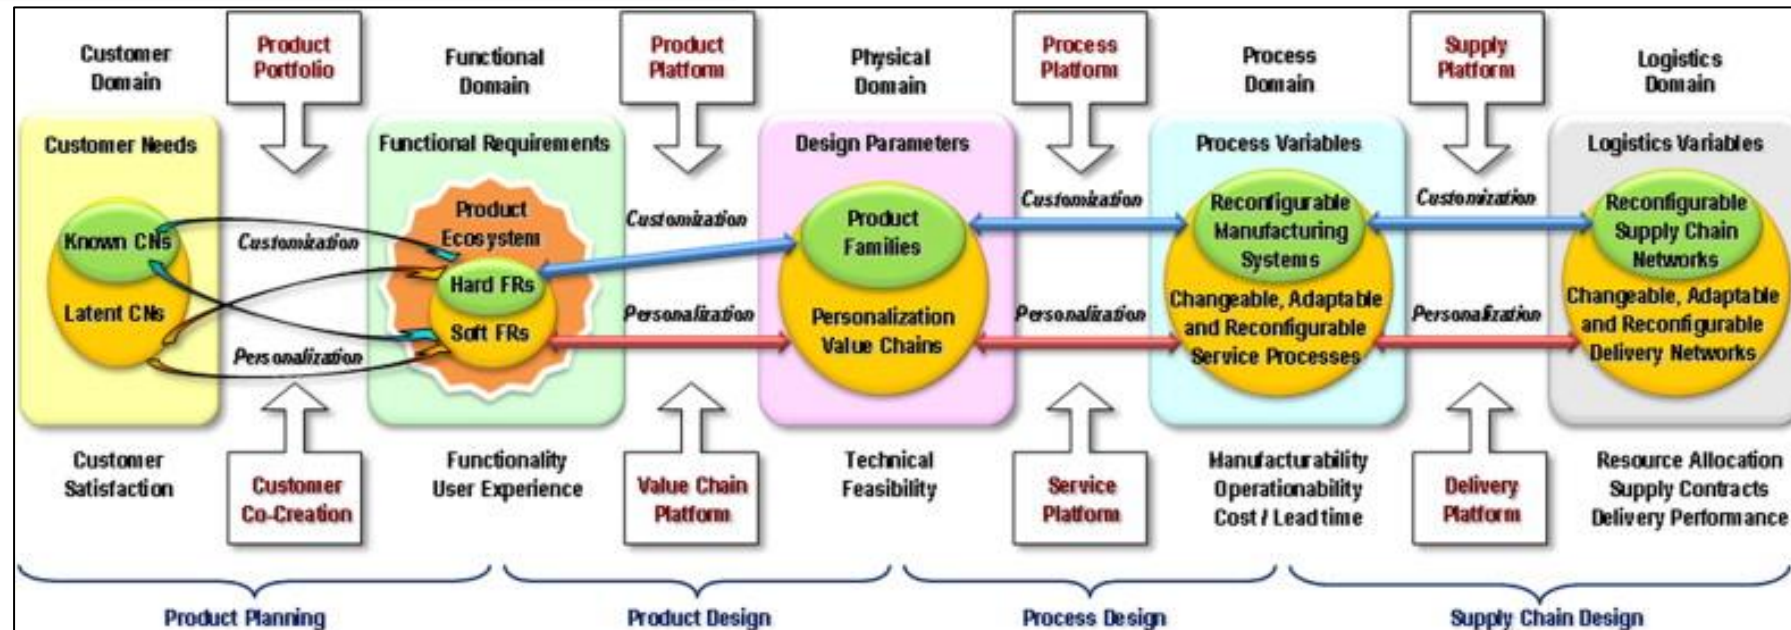 Customer
Domain
Product
Portfolio
Functional
Domain
Product
Platform
Physical
Domain
Process
Platform
Process
Domain
Supply
Platform
Logistics
Domain
Customer Needs
Known CNs
Latent CNs
Customization
Personalization
Functional Requirements
Product
Ecosystem
Hard FRs
Soft FRs
Customization
Personalization
Design Parameters
Product
Families
Personalization
Value Chains
Customization
Personalization
Process Variables
Reconfigurable
Manufacturing
Systems
Changeable, Adaptable
and Reconfigurable
Service Processes
Customization
Personalization
Logistics Variables
Reconfigurable
Supply Chain
Networks
Changeable, Adaptable
and Reconfigurable
Delivery Networks
Customer
Satisfaction
Customer
Co-Creation
Functionality
User Experience
Value Chain
Platform
Technical
Feasibility
Service
Platform
Manufacturability
Operationability
Cost / Lead time
Delivery
Platform
Resource Allocation
Supply Contracts
Delivery Performance
Product Planning
Product Design
Process Design
Supply Chain Design